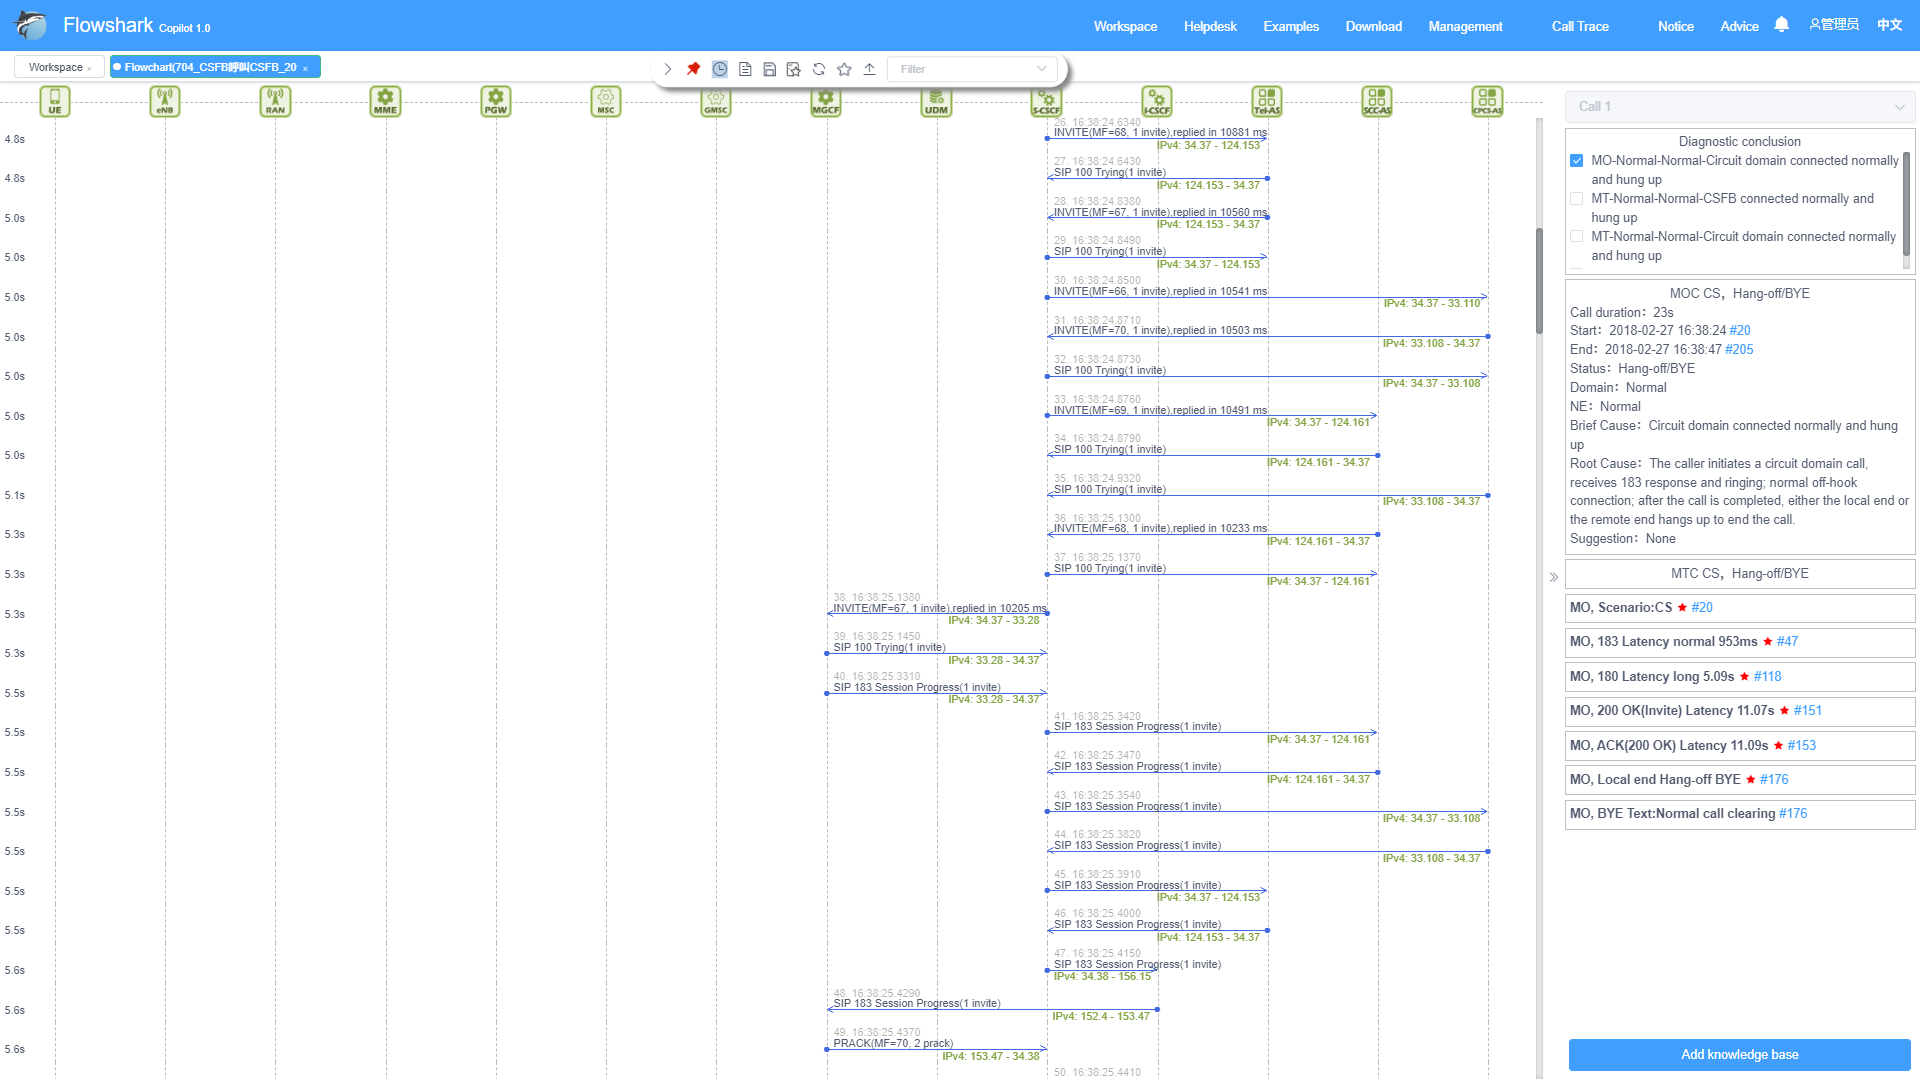 Flowshark Copilot 1.0
Workspace Helpdesk Examples Download Management Call Trace Notice Advice 管理员 中文
Workspace × Flowchart(704_CSFB呼叫CSFB_20 ×
Filter
UE eNB RAN MME PGW MSC GMSC MGCF UDM S-CSCF I-CSCF Tel-AS SCC-AS CPCS-AS
26. 16:38:24.6340
4.8s INVITE(MF=68, 1 invite),replied in 10881 ms
IPv4: 34.37 - 124.153
27. 16:38:24.6430
4.8s SIP 100 Trying(1 invite)
IPv4: 124.153 - 34.37
28. 16:38:24.8380
5.0s INVITE(MF=67, 1 invite),replied in 10560 ms
IPv4: 124.153 - 34.37
29. 16:38:24.8490
5.0s SIP 100 Trying(1 invite)
IPv4: 34.37 - 124.153
30. 16:38:24.8500
5.0s INVITE(MF=66, 1 invite),replied in 10541 ms
IPv4: 34.37 - 33.110
31. 16:38:24.8710
5.0s INVITE(MF=70, 1 invite),replied in 10503 ms
IPv4: 33.108 - 34.37
32. 16:38:24.8730
5.0s SIP 100 Trying(1 invite)
IPv4: 34.37 - 33.108
33. 16:38:24.8760
5.0s INVITE(MF=69, 1 invite),replied in 10491 ms
IPv4: 34.37 - 124.161
34. 16:38:24.8790
5.0s SIP 100 Trying(1 invite)
IPv4: 124.161 - 34.37
35. 16:38:24.9320
5.1s SIP 100 Trying(1 invite)
IPv4: 33.108 - 34.37
36. 16:38:25.1300
5.3s INVITE(MF=68, 1 invite),replied in 10233 ms
IPv4: 124.161 - 34.37
37. 16:38:25.1370
5.3s SIP 100 Trying(1 invite)
IPv4: 34.37 - 124.161
38. 16:38:25.1380
5.3s INVITE(MF=67, 1 invite),replied in 10205 ms
IPv4: 34.37 - 33.28
39. 16:38:25.1450
5.3s SIP 100 Trying(1 invite)
IPv4: 33.28 - 34.37
40. 16:38:25.3310
5.5s SIP 183 Session Progress(1 invite)
IPv4: 33.28 - 34.37
41. 16:38:25.3420
5.5s SIP 183 Session Progress(1 invite)
IPv4: 34.37 - 124.161
42. 16:38:25.3470
5.5s SIP 183 Session Progress(1 invite)
IPv4: 124.161 - 34.37
43. 16:38:25.3540
5.5s SIP 183 Session Progress(1 invite)
IPv4: 34.37 - 33.108
44. 16:38:25.3820
5.5s SIP 183 Session Progress(1 invite)
IPv4: 33.108 - 34.37
45. 16:38:25.3910
5.5s SIP 183 Session Progress(1 invite)
IPv4: 34.37 - 124.153
46. 16:38:25.4000
5.5s SIP 183 Session Progress(1 invite)
IPv4: 124.153 - 34.37
47. 16:38:25.4150
5.6s SIP 183 Session Progress(1 invite)
IPv4: 34.38 - 156.15
48. 16:38:25.4290
5.6s SIP 183 Session Progress(1 invite)
IPv4: 152.4 - 153.47
49. 16:38:25.4370
5.6s PRACK(MF=70, 2 prack)
IPv4: 153.47 - 34.38
50. 16:38:25.4410
Call 1
Diagnostic conclusion
MO-Normal-Normal-Circuit domain connected normally
and hung up
MT-Normal-Normal-CSFB connected normally and
hung up
MT-Normal-Normal-Circuit domain connected normally
and hung up
MOC CS，Hang-off/BYE
Call duration：23s
Start：2018-02-27 16:38:24 #20
End：2018-02-27 16:38:47 #205
Status：Hang-off/BYE
Domain：Normal
NE：Normal
Brief Cause：Circuit domain connected normally and hung
up
Root Cause：The caller initiates a circuit domain call,
receives 183 response and ringing; normal off-hook
connection; after the call is completed, either the local end or
the remote end hangs up to end the call.
Suggestion：None
MTC CS，Hang-off/BYE
MO, Scenario:CS ★ #20
MO, 183 Latency normal 953ms ★ #47
MO, 180 Latency long 5.09s ★ #118
MO, 200 OK(Invite) Latency 11.07s ★ #151
MO, ACK(200 OK) Latency 11.09s ★ #153
MO, Local end Hang-off BYE ★ #176
MO, BYE Text:Normal call clearing #176
Add knowledge base